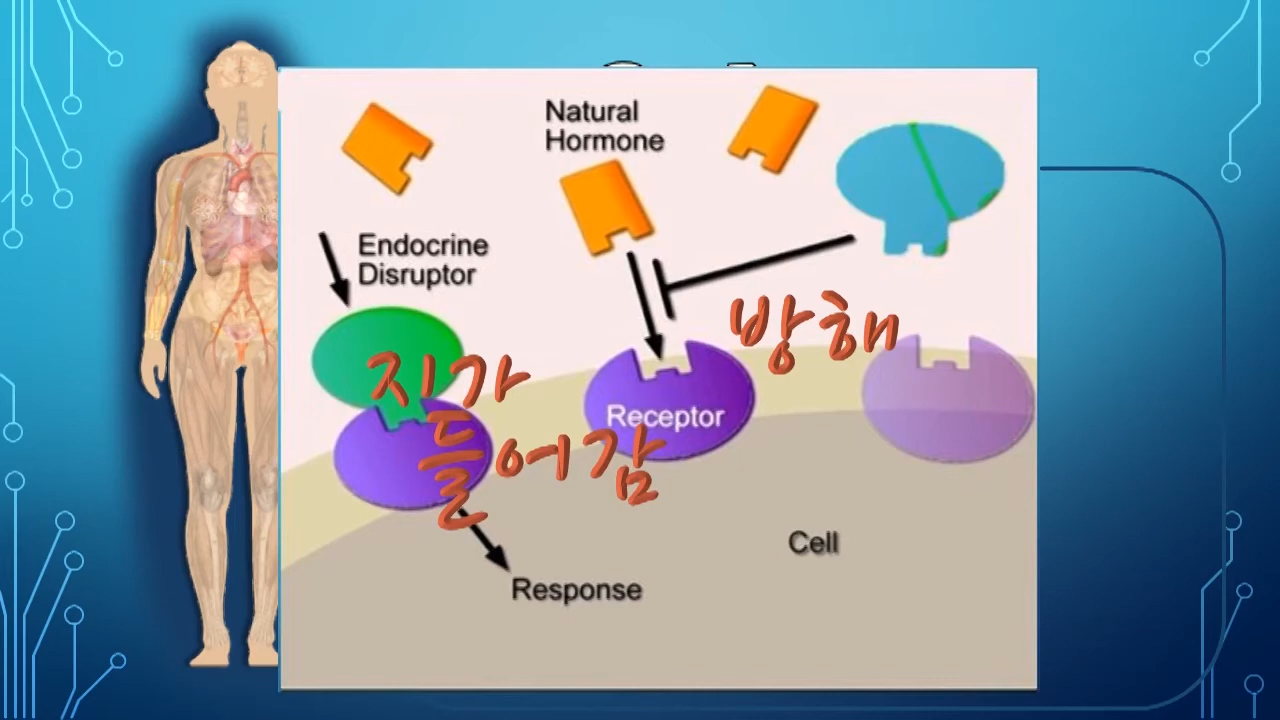 Natural
Hormone
Endocrine
Disruptor
방해
지가
들어감
Receptor
Cell
Response